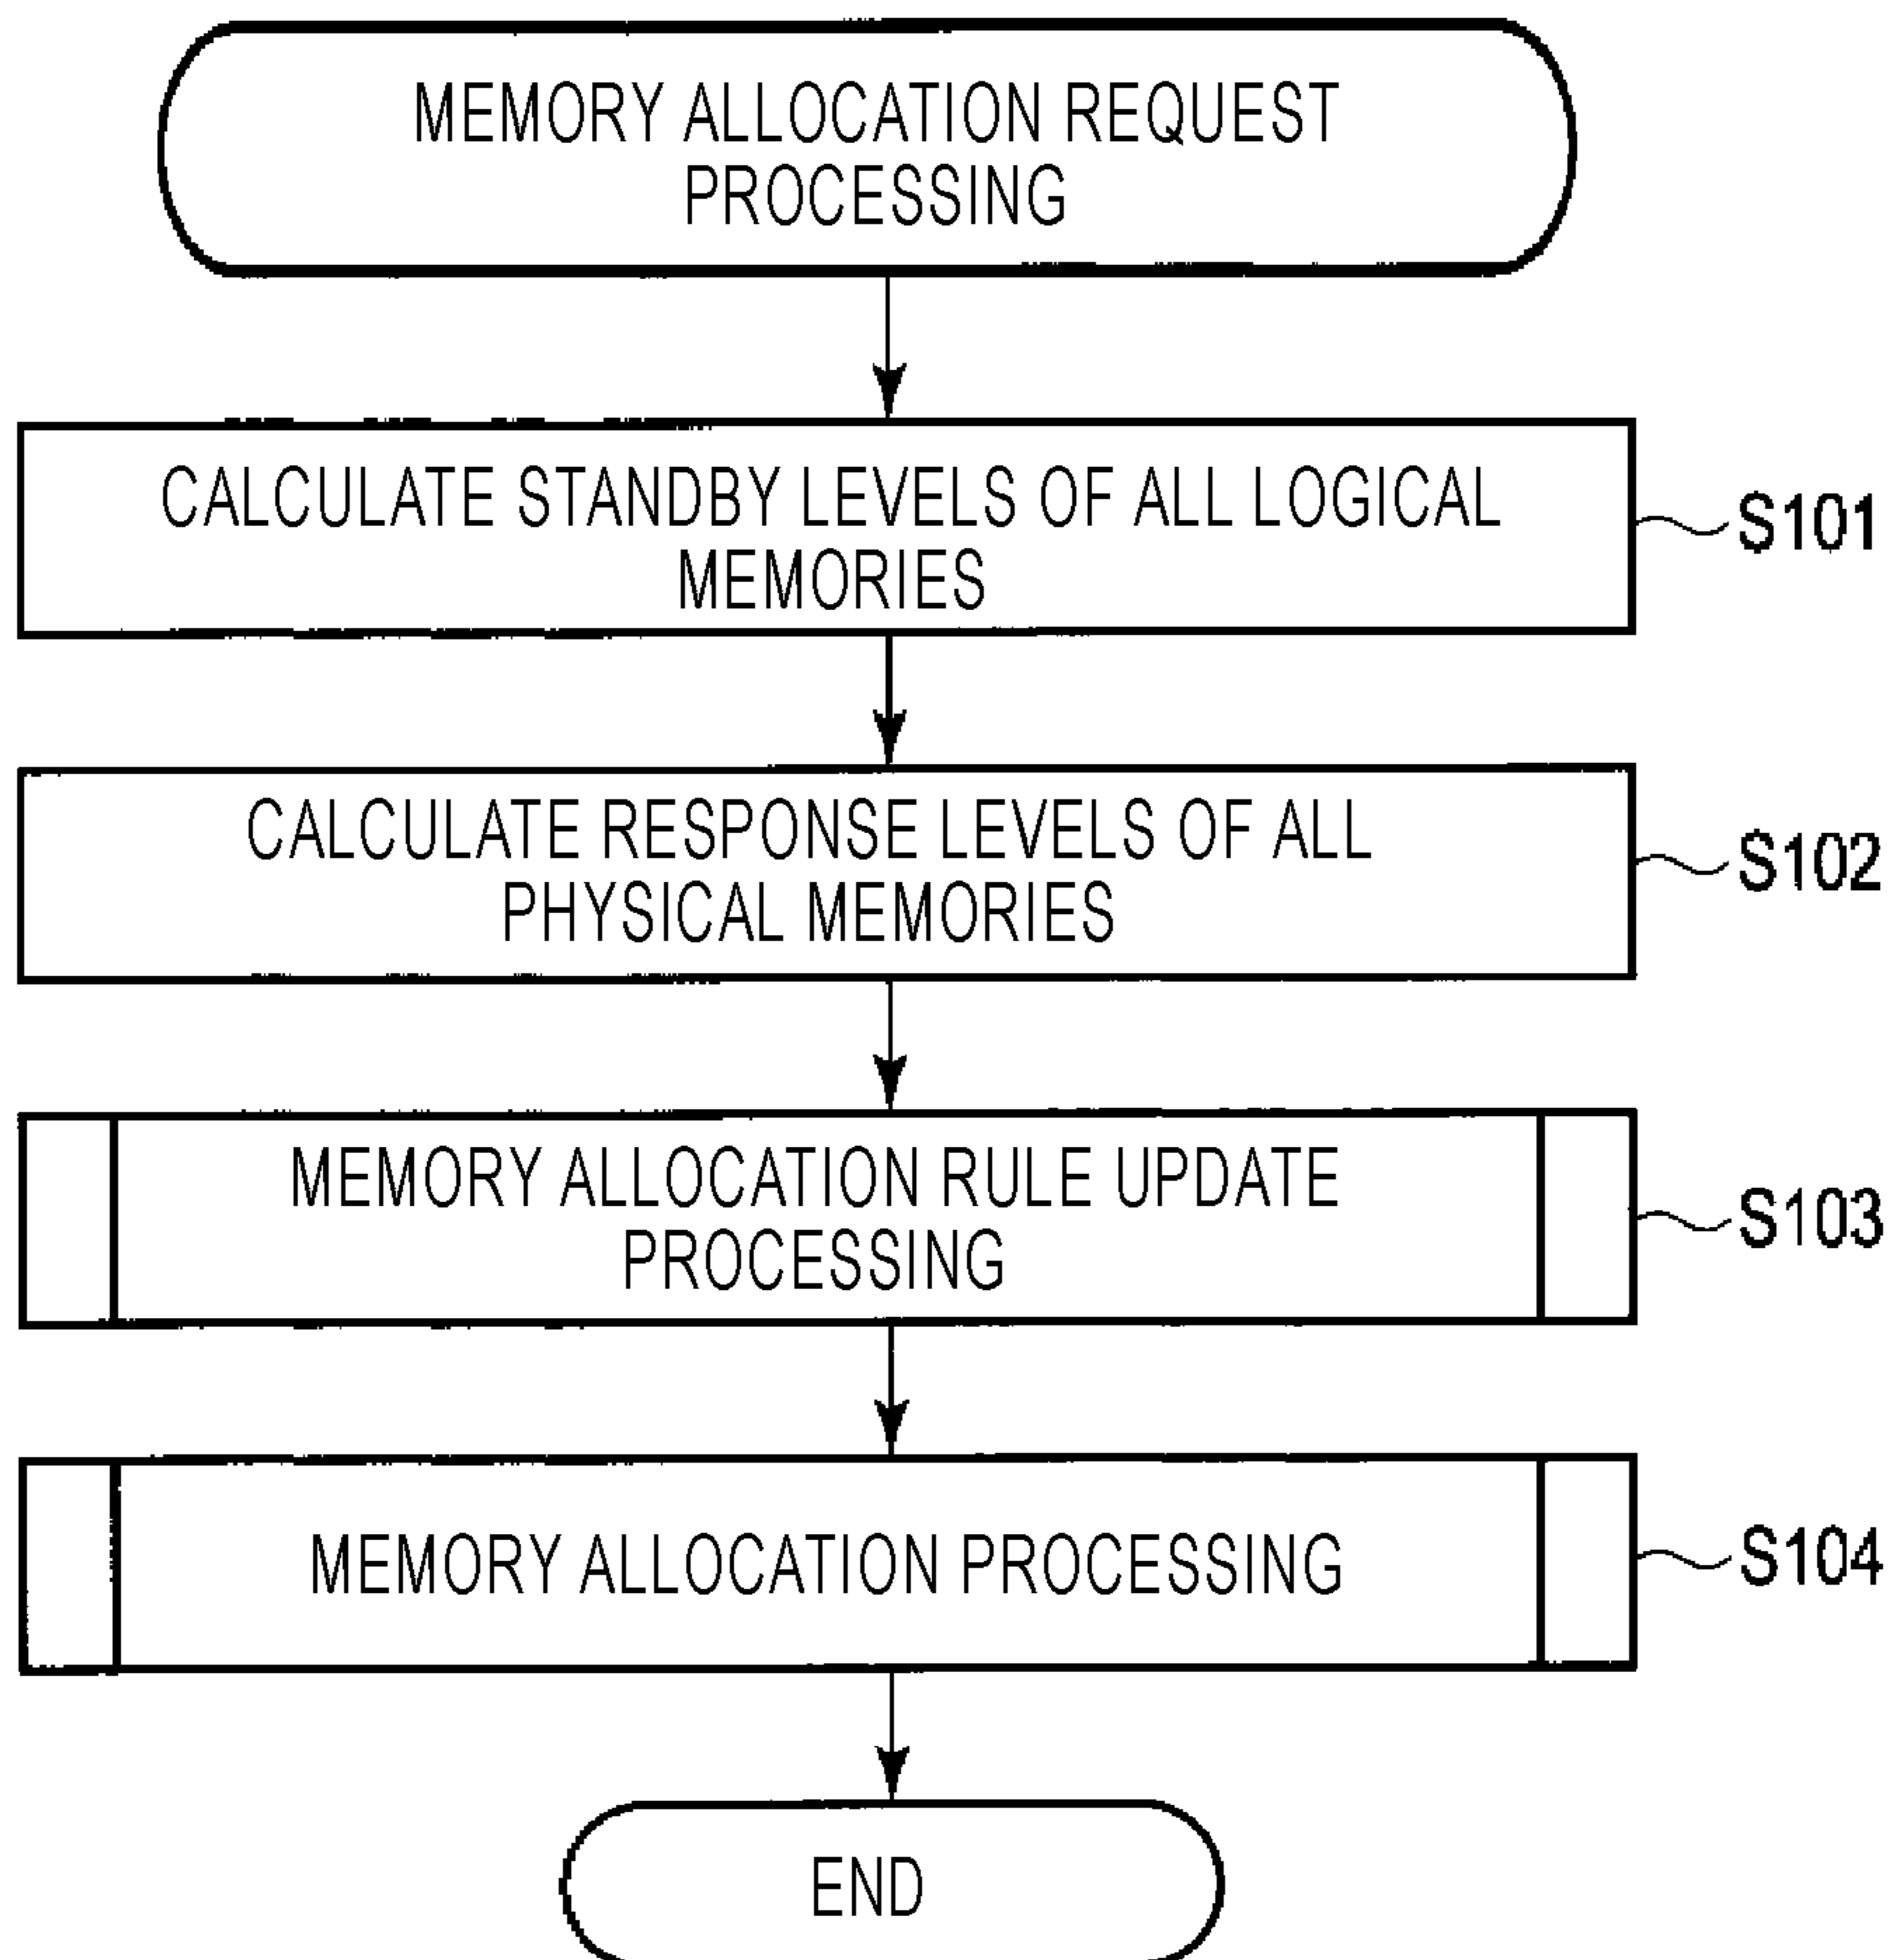 MEMORY ALLOCATION REQUEST
PROCESSING
CALCULATE STANDBY LEVELS OF ALL LOGICAL
MEMORIES
S101
CALCULATE RESPONSE LEVELS OF ALL
PHYSICAL MEMORIES
S102
MEMORY ALLOCATION RULE UPDATE
PROCESSING
S103
MEMORY ALLOCATION PROCESSING
S104
END